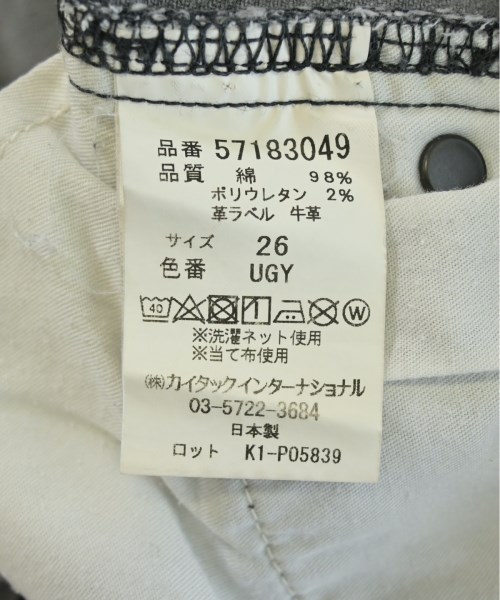 品番 57183049
品質 綿 98%
ポリウレタン 2%
革ラベル 牛革
サイズ 26
色番 UGY
40 W
※洗濯ネット使用
※当て布使用
㈱カイタックインターナショナル
03-5722-3684
日本製
ロット K1-P05839